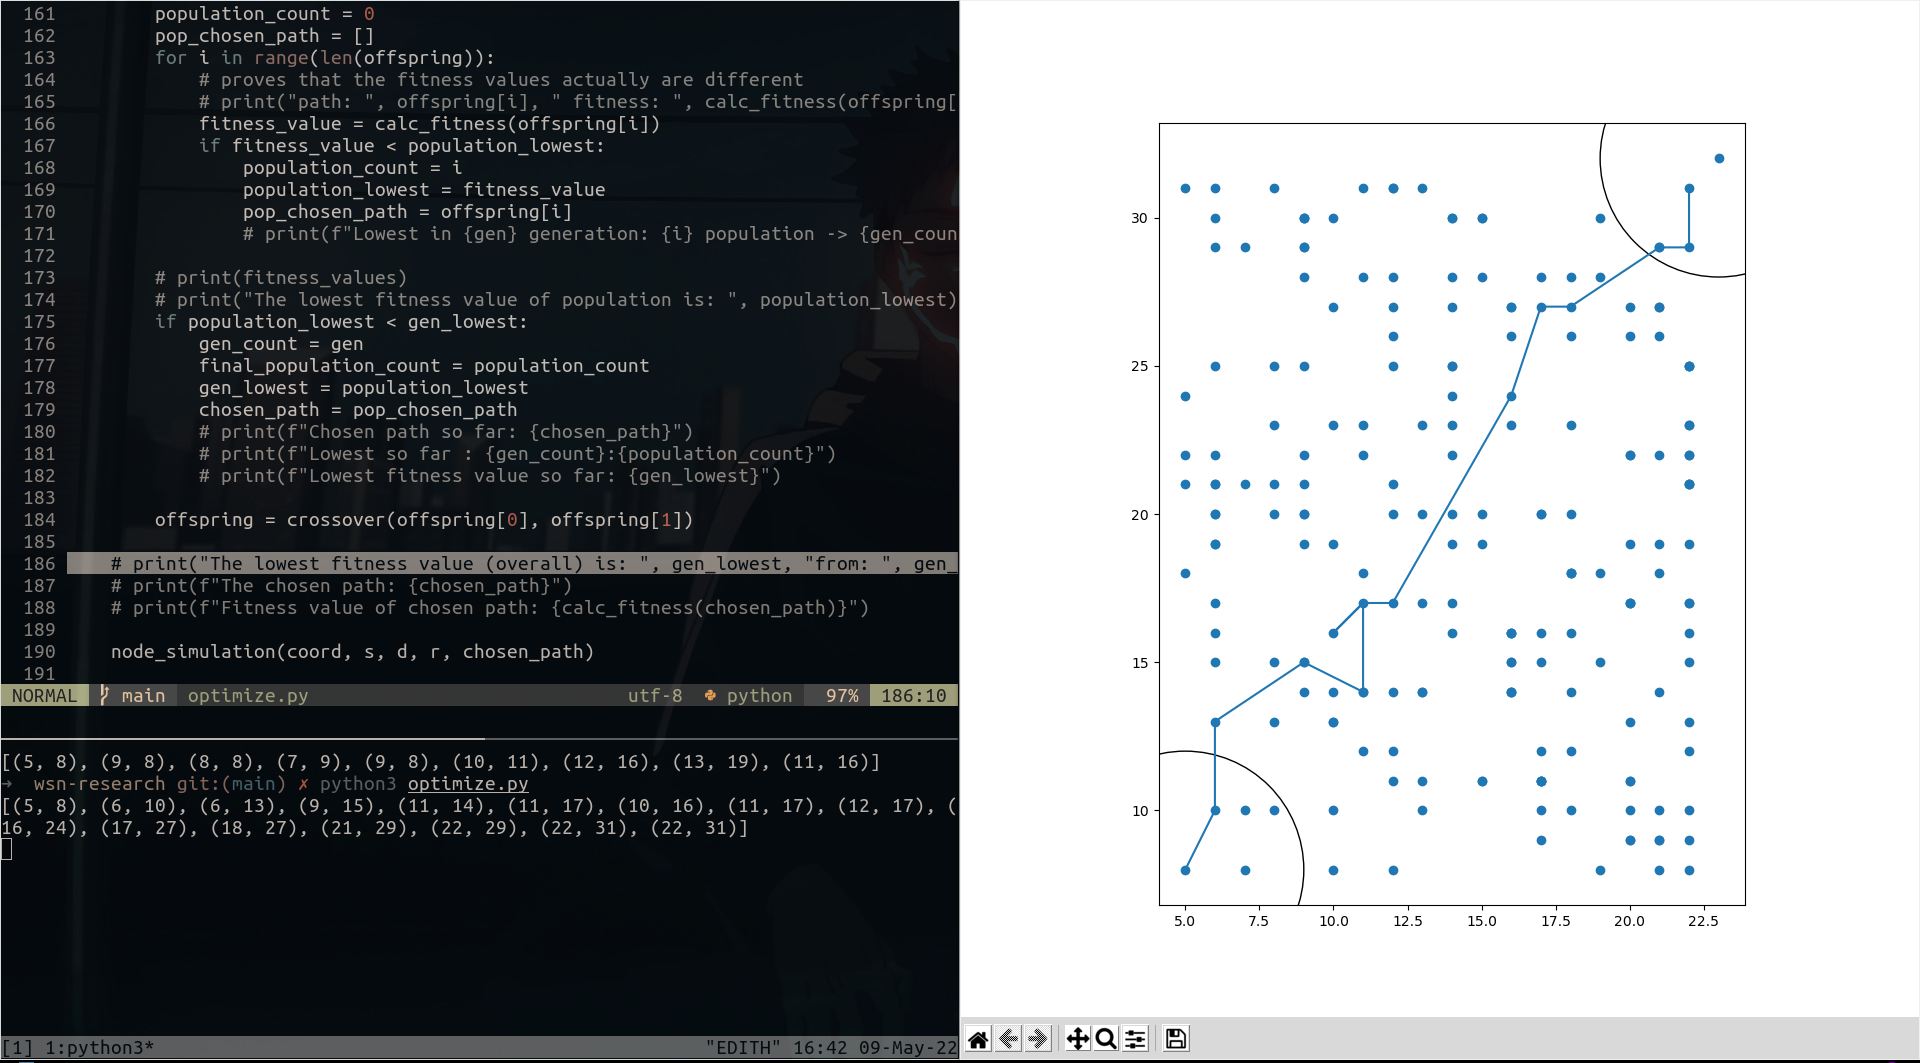 161 population_count = 0
162 pop_chosen_path = []
163 for i in range(len(offspring)):
164 # proves that the fitness values actually are different
165 # print("path: ", offspring[i], " fitness: ", calc_fitness(offspring[
166 fitness_value = calc_fitness(offspring[i])
167 if fitness_value < population_lowest:
168 population_count = i
169 population_lowest = fitness_value
170 pop_chosen_path = offspring[i]
171 # print(f"Lowest in {gen} generation: {i} population -> {gen_coun
172
173 # print(fitness_values)
174 # print("The lowest fitness value of population is: ", population_lowest)
175 if population_lowest < gen_lowest:
176 gen_count = gen
177 final_population_count = population_count
178 gen_lowest = population_lowest
179 chosen_path = pop_chosen_path
180 # print(f"Chosen path so far: {chosen_path}")
181 # print(f"Lowest so far : {gen_count}:{population_count}")
182 # print(f"Lowest fitness value so far: {gen_lowest}")
183
184 offspring = crossover(offspring[0], offspring[1])
185
186 # print("The lowest fitness value (overall) is: ", gen_lowest, "from: ", gen_
187 # print(f"The chosen path: {chosen_path}")
188 # print(f"Fitness value of chosen path: {calc_fitness(chosen_path)}")
189
190 node_simulation(coord, s, d, r, chosen_path)
191
NORMAL main optimize.py utf-8 python 97% 186:10
[(5, 8), (9, 8), (8, 8), (7, 9), (9, 8), (10, 11), (12, 16), (13, 19), (11, 16)]
→ wsn-research git:(main) ✗ python3 optimize.py
[(5, 8), (6, 10), (6, 13), (9, 15), (11, 14), (11, 17), (10, 16), (11, 17), (12, 17), (
16, 24), (17, 27), (18, 27), (21, 29), (22, 29), (22, 31), (22, 31)]
[1] 1:python3* "EDITH" 16:42 09-May-22
30
25
20
15
10
5.0 7.5 10.0 12.5 15.0 17.5 20.0 22.5